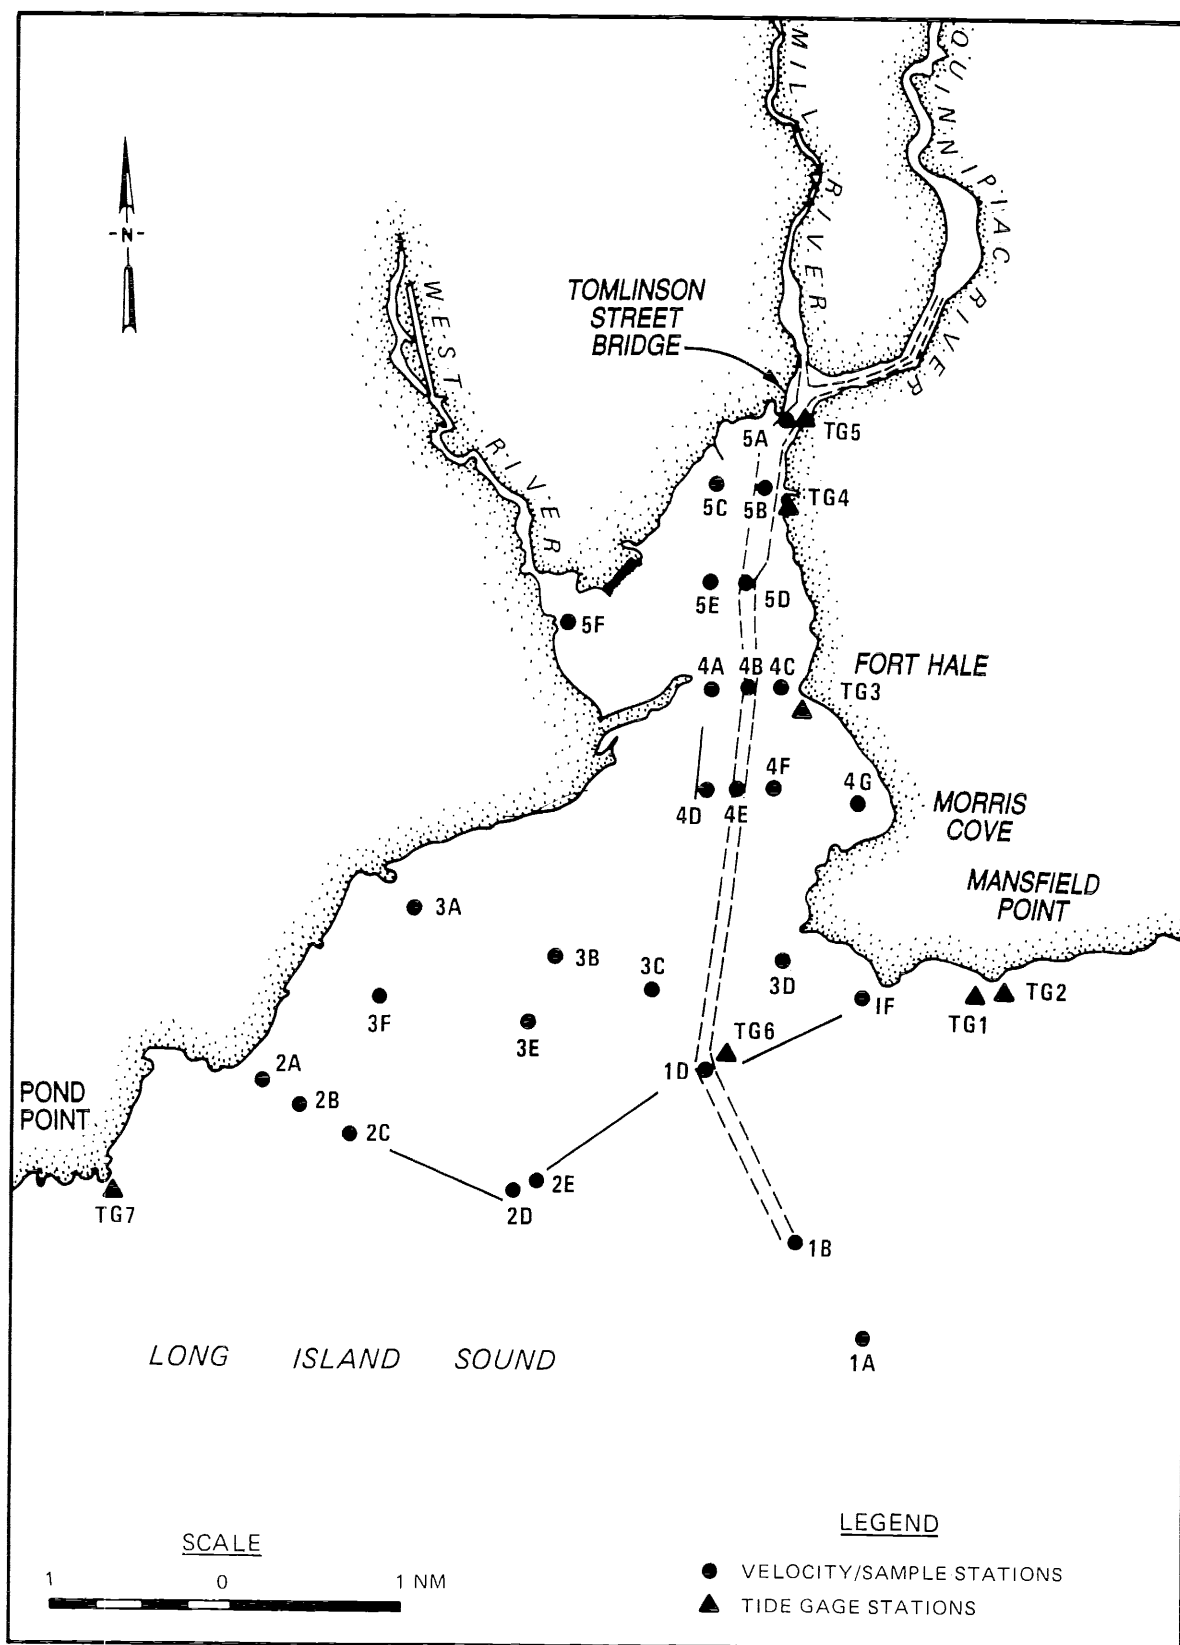 MILL RIVER
QUINNIPIAC RIVER
-N-
WEST RIVER
TOMLINSON
STREET
BRIDGE
5A
TG5
5C
5B
TG4
5E
5D
5F
4A
4B
4C
FORT HALE
TG3
4D
4E
4F
4G
MORRIS
COVE
MANSFIELD
POINT
3A
3B
3C
3D
3F
3E
1F
TG1
TG2
TG6
1D
2A
2B
2C
POND
POINT
2E
2D
TG7
1B
1A
LONG ISLAND SOUND
SCALE
1 0 1 NM
LEGEND
VELOCITY/SAMPLE STATIONS
TIDE GAGE STATIONS